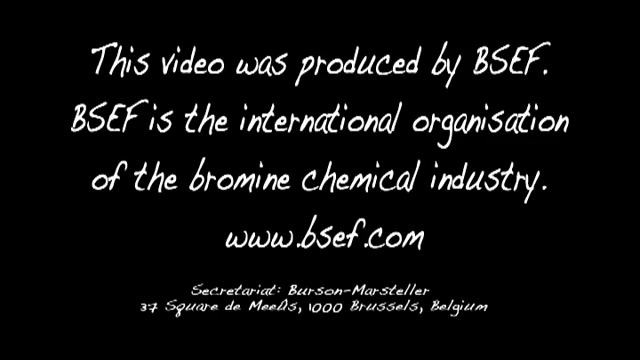 This video was produced by BSEF.
BSEF is the international organisation
of the bromine chemical industry.
www.bsef.com
Secretariat: Burson-Marsteller
37 Square de Meeûs, 1000 Brussels, Belgium